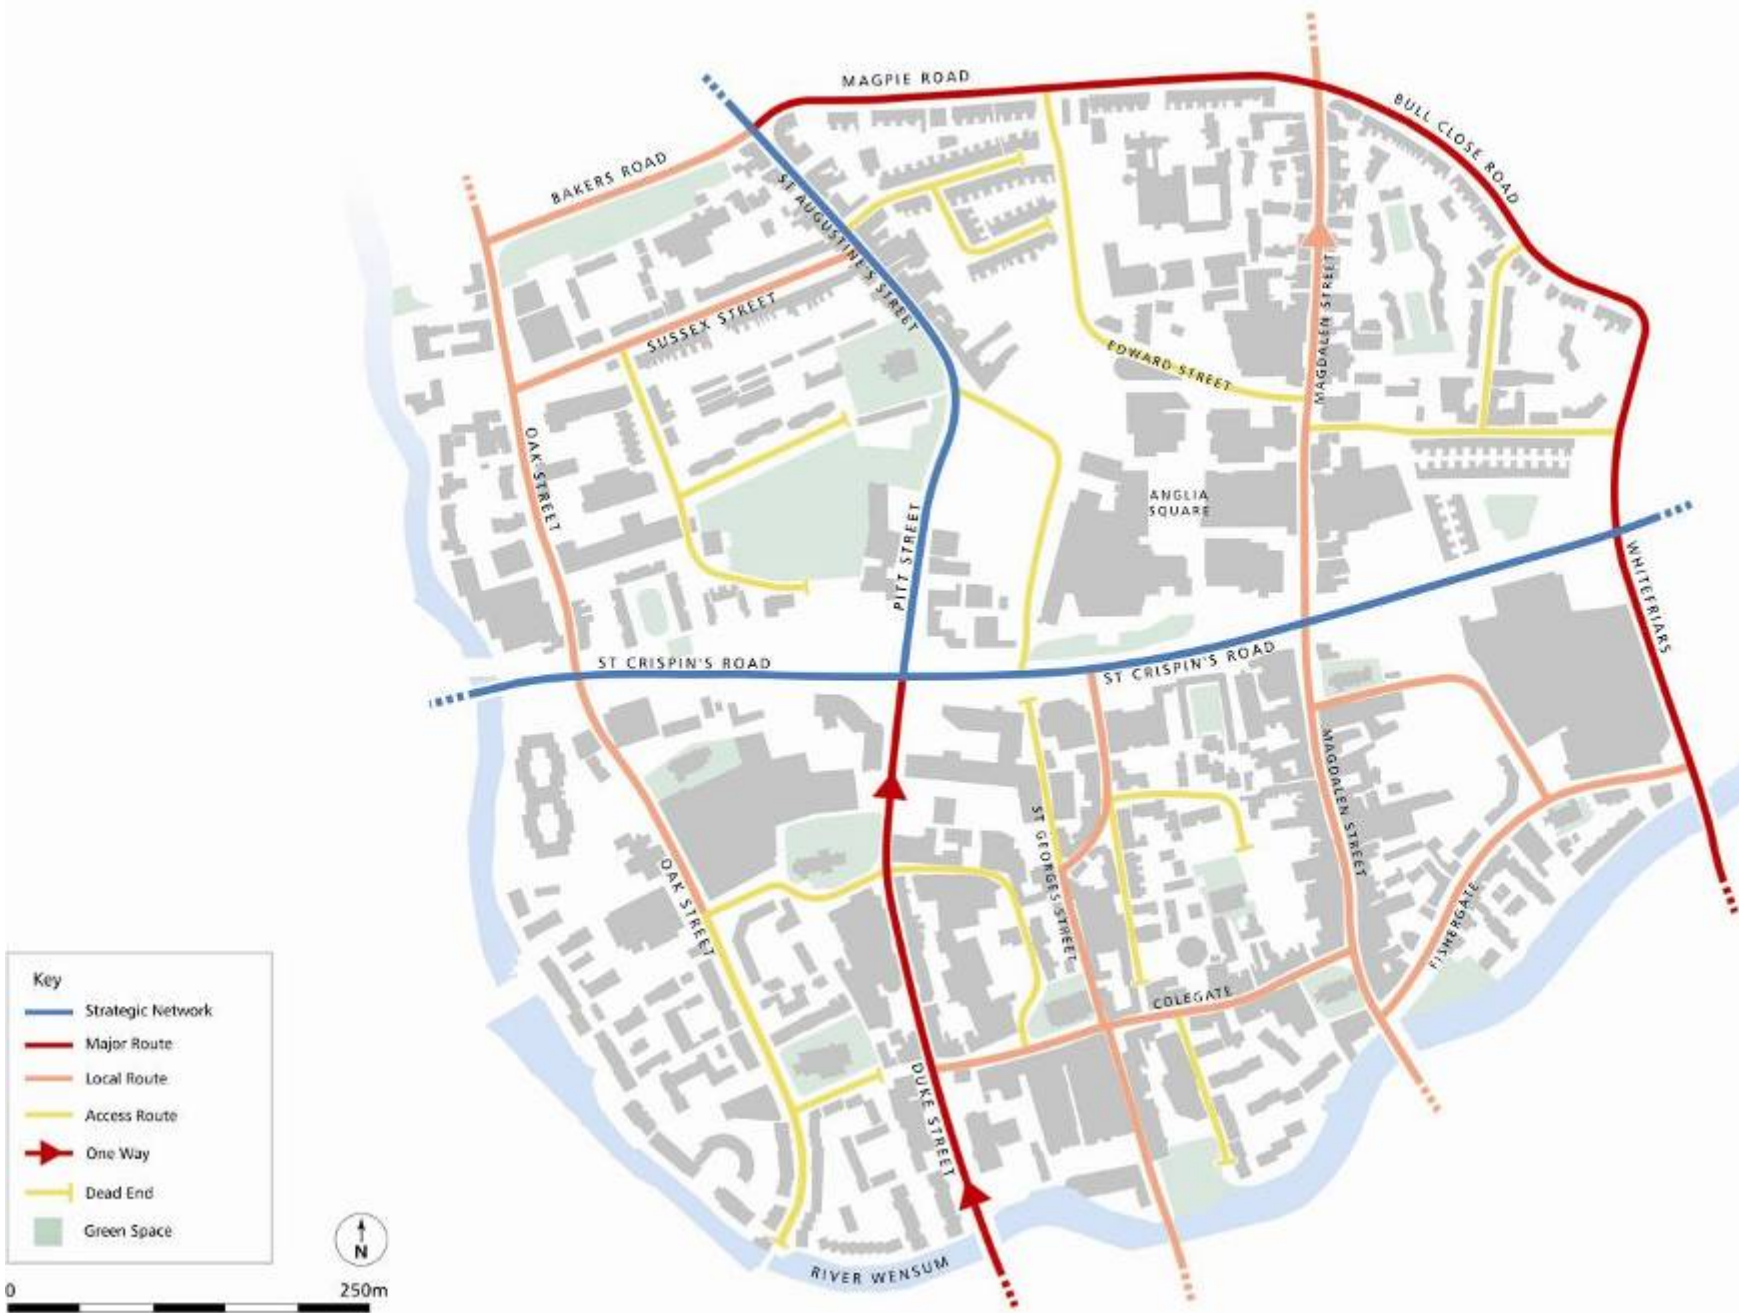 MAGPIE ROAD
BULL CLOSE ROAD
BAKERS ROAD
ST AUGUSTINE'S STREET
SUSSEX STREET
EDWARD STREET
MAGDALEN STREET
OAK STREET
ANGLIA
SQUARE
PITT STREET
WHITEFRIARS
ST CRISPIN'S ROAD
ST CRISPIN'S ROAD
MAGDALEN STREET
ST GEORGES STREET
OAK STREET
FISHERGATE
COLEGATE
DUKE STREET
RIVER WENSUM
Key
Strategic Network
Major Route
Local Route
Access Route
One Way
Dead End
Green Space
N
0 250m